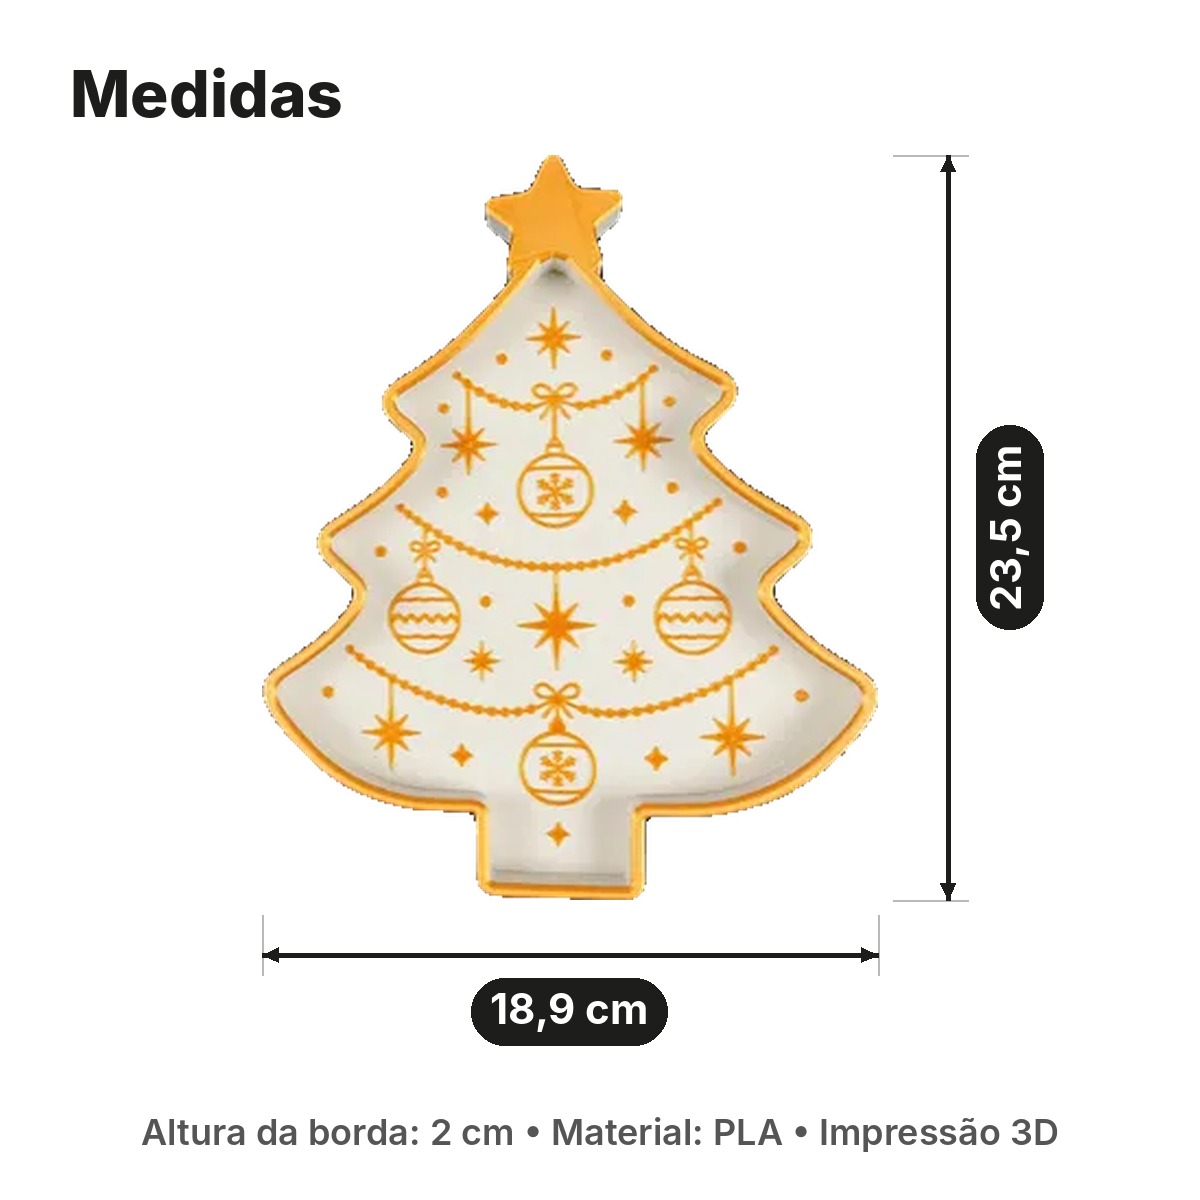 Medidas
23,5 cm
18,9 cm
Altura da borda: 2 cm • Material: PLA • Impressão 3D